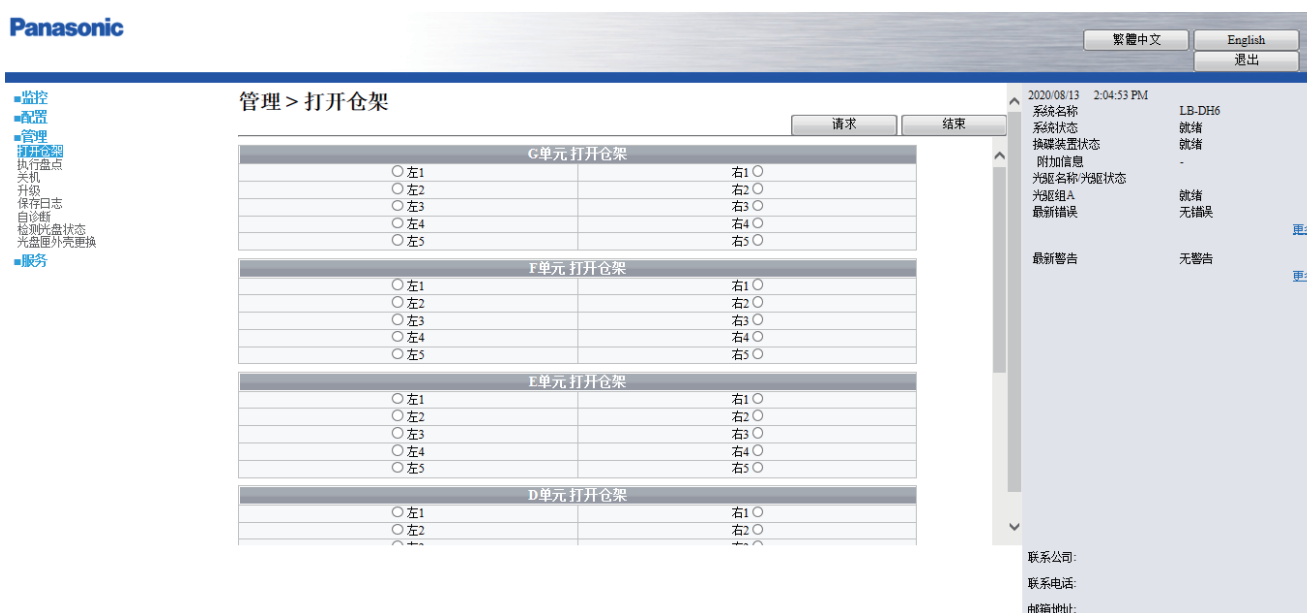 Panasonic
繁體中文
English
退出
■监控
■配置
■管理
打开仓架
执行盘点
关机
升级
保存日志
自诊断
检测光盘状态
光盘匣外壳更换
■服务
管理 > 打开仓架
请求
结束
G单元 打开仓架
左1 右1
左2 右2
左3 右3
左4 右4
左5 右5
F单元 打开仓架
左1 右1
左2 右2
左3 右3
左4 右4
左5 右5
E单元 打开仓架
左1 右1
左2 右2
左3 右3
左4 右4
左5 右5
D单元 打开仓架
左1 右1
左2 右2
2020/08/13 2:04:53 PM
系统名称 LB-DH6
系统状态 就绪
换碟装置状态 就绪
附加信息 -
光驱名称/光驱状态
光驱组A 就绪
最新错误 无错误
更
最新警告 无警告
更
联系公司:
联系电话:
邮箱地址: